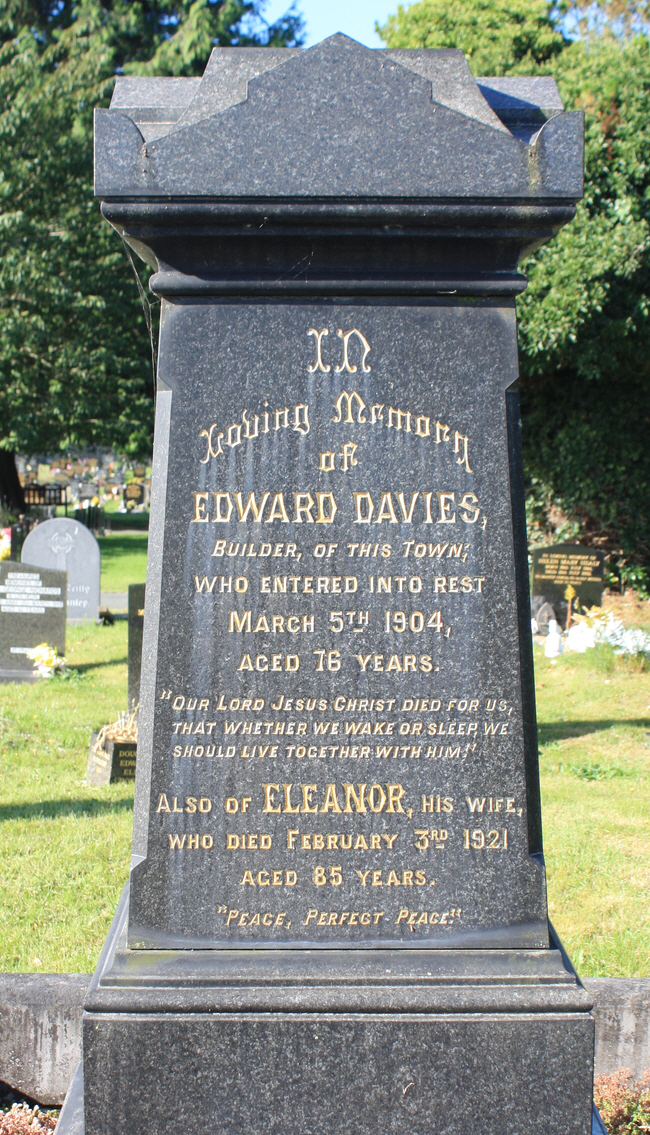 In
Loving Memory
of
EDWARD DAVIES,
BUILDER, OF THIS TOWN;
WHO ENTERED INTO REST
MARCH 5TH 1904,
AGED 76 YEARS.
"OUR LORD JESUS CHRIST DIED FOR US,
THAT WHETHER WE WAKE OR SLEEP, WE
SHOULD LIVE TOGETHER WITH HIM."
ALSO OF ELEANOR, HIS WIFE,
WHO DIED FEBRUARY 3RD 1921
AGED 85 YEARS.
"PEACE, PERFECT PEACE."